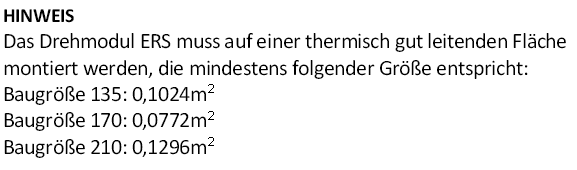 HINWEIS
Das Drehmodul ERS muss auf einer thermisch gut leitenden Fläche
montiert werden, die mindestens folgender Größe entspricht:
Baugröße 135: 0,1024m²
Baugröße 170: 0,0772m²
Baugröße 210: 0,1296m²